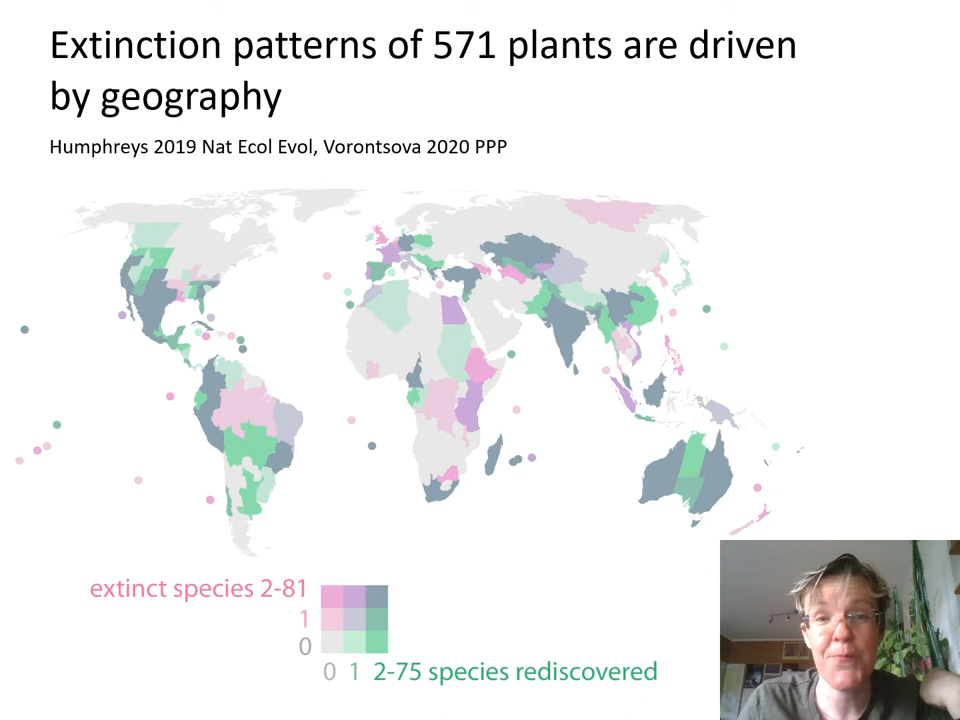 Extinction patterns of 571 plants are driven
by geography
Humphreys 2019 Nat Ecol Evol, Vorontsova 2020 PPP
extinct species 2-81
1
0
0 1 2-75 species rediscovered